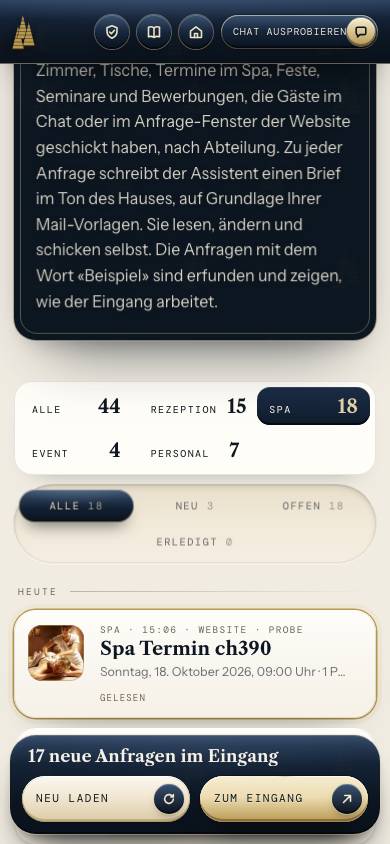 CHAT AUSPROBIEREN
Zimmer, Tische, Termine im Spa, Feste,
Seminare und Bewerbungen, die Gäste im
Chat oder im Anfrage-Fenster der Website
geschickt haben, nach Abteilung. Zu jeder
Anfrage schreibt der Assistent einen Brief
im Ton des Hauses, auf Grundlage Ihrer
Mail-Vorlagen. Sie lesen, ändern und
schicken selbst. Die Anfragen mit dem
Wort «Beispiel» sind erfunden und zeigen,
wie der Eingang arbeitet.
ALLE 44 REZEPTION 15 SPA 18
EVENT 4 PERSONAL 7
ALLE 18 NEU 3 OFFEN 18
ERLEDIGT 0
HEUTE
SPA · 15:06 · WEBSITE · PROBE
Spa Termin ch390
Sonntag, 18. Oktober 2026, 09:00 Uhr · 1 P...
GELESEN
17 neue Anfragen im Eingang
NEU LADEN ZUM EINGANG